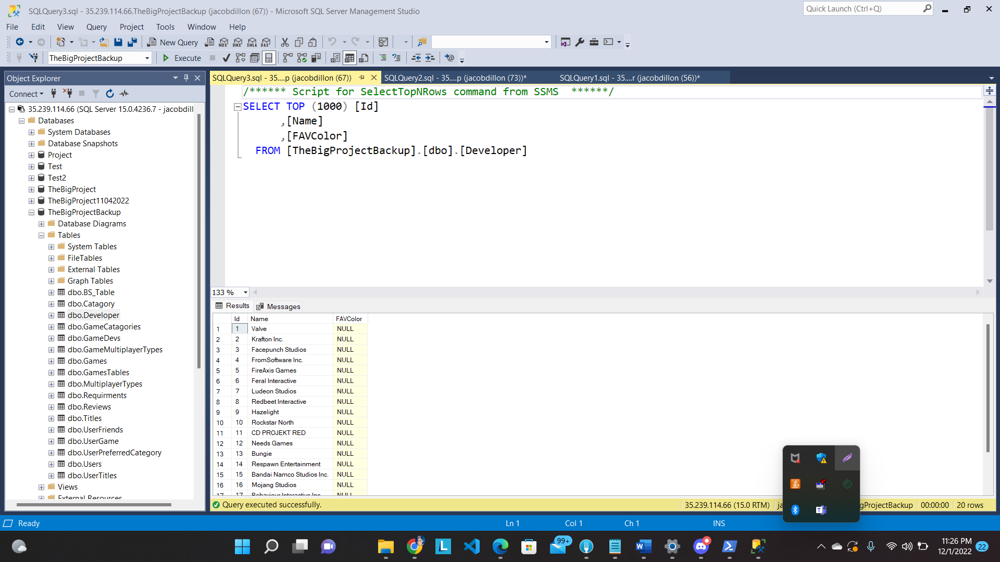 SQLQuery3.sql - 35.239.114.66.TheBigProjectBackup (jacobdillon (67)) - Microsoft SQL Server Management Studio
Quick Launch (Ctrl+Q)
File Edit View Query Project Tools Window Help
New Query MDX DMX XMLA DAX
TheBigProjectBackup Execute
Object Explorer
Connect
35.239.114.66 (SQL Server 15.0.4236.7 - jacobdill
Databases
System Databases
Database Snapshots
Project
Test
Test2
TheBigProject
TheBigProject11042022
TheBigProjectBackup
Database Diagrams
Tables
System Tables
FileTables
External Tables
Graph Tables
dbo.BS_Table
dbo.Catagory
dbo.Developer
dbo.GameCatagories
dbo.GameDevs
dbo.GameMultiplayerTypes
dbo.Games
dbo.GamesTables
dbo.MultiplayerTypes
dbo.Requirments
dbo.Reviews
dbo.Titles
dbo.UserFriends
dbo.UserGame
dbo.UserPreferredCategory
dbo.Users
dbo.UserTitles
Views
External Resources
SQLQuery3.sql - 35....p (jacobdillon (67)) SQLQuery2.sql - 35....p (jacobdillon (73))* SQLQuery1.sql - 35....r (jacobdillon (56))*
/****** Script for SelectTopNRows command from SSMS ******/
SELECT TOP (1000) [Id]
,[Name]
,[FAVColor]
FROM [TheBigProjectBackup].[dbo].[Developer]
133 %
Results Messages
Id Name FAVColor
1 1 Valve NULL
2 2 Krafton Inc. NULL
3 3 Facepunch Studios NULL
4 4 FromSoftware Inc. NULL
5 5 FireAxis Games NULL
6 6 Feral Interactive NULL
7 7 Ludeon Studios NULL
8 8 Redbeet Interactive NULL
9 9 Hazelight NULL
10 10 Rockstar North NULL
11 11 CD PROJEKT RED NULL
12 12 Needs Games NULL
13 13 Bungie NULL
14 14 Respawn Entertainment NULL
15 15 Bandai Namco Studios Inc. NULL
16 16 Mojang Studios NULL
17 17 Behaviour Interactive Inc. NULL
Query executed successfully. 35.239.114.66 (15.0 RTM) ja gProjectBackup 00:00:00 20 rows
Ready Ln 1 Col 1 Ch 1 INS
99+
11:26 PM
12/1/2022 22